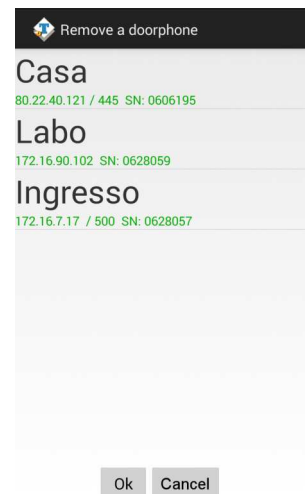 Remove a doorphone
Casa
80.22.40.121 / 445 SN: 0606195
Labo
172.16.90.102 SN: 0628059
Ingresso
172.16.7.17 / 500 SN: 0628057
Ok Cancel